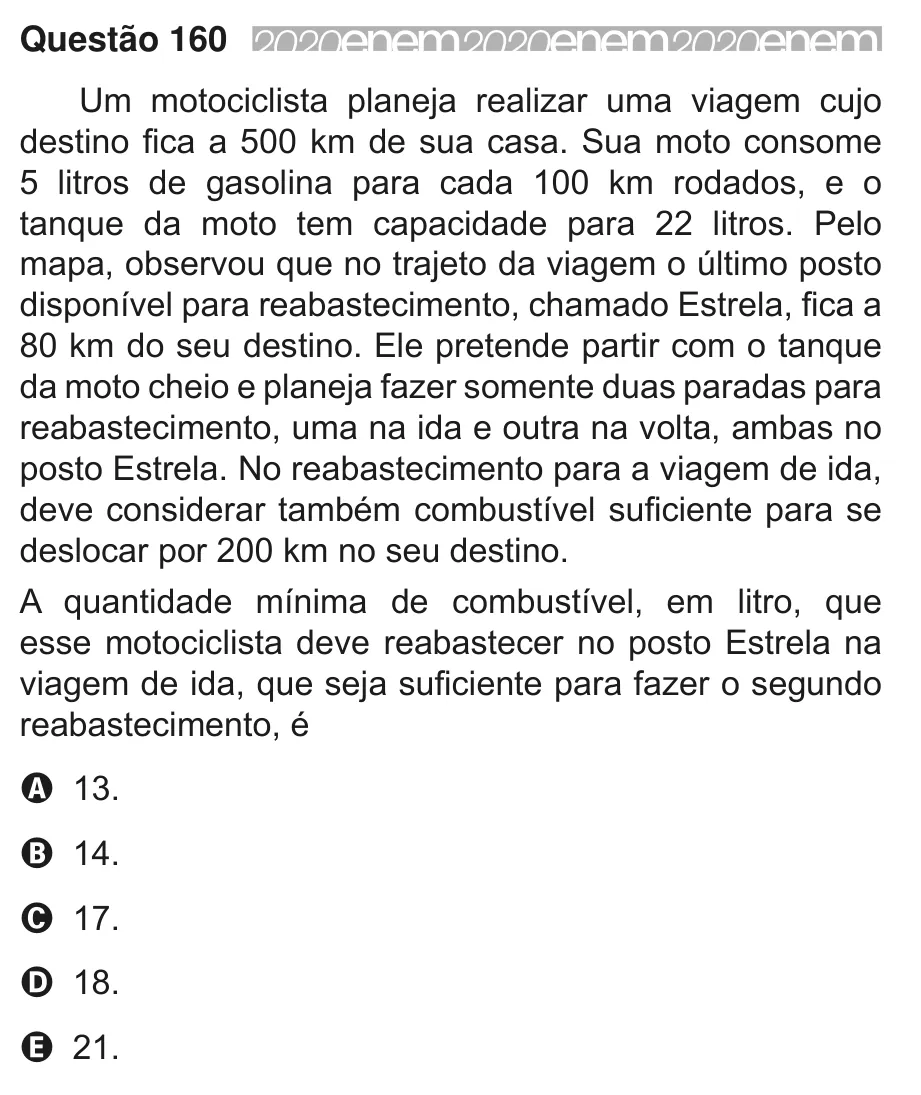 Questão 160 2020enem2020enem2020enem
Um motociclista planeja realizar uma viagem cujo
destino fica a 500 km de sua casa. Sua moto consome
5 litros de gasolina para cada 100 km rodados, e o
tanque da moto tem capacidade para 22 litros. Pelo
mapa, observou que no trajeto da viagem o último posto
disponível para reabastecimento, chamado Estrela, fica a
80 km do seu destino. Ele pretende partir com o tanque
da moto cheio e planeja fazer somente duas paradas para
reabastecimento, uma na ida e outra na volta, ambas no
posto Estrela. No reabastecimento para a viagem de ida,
deve considerar também combustível suficiente para se
deslocar por 200 km no seu destino.
A quantidade mínima de combustível, em litro, que
esse motociclista deve reabastecer no posto Estrela na
viagem de ida, que seja suficiente para fazer o segundo
reabastecimento, é
A 13.
B 14.
C 17.
D 18.
E 21.